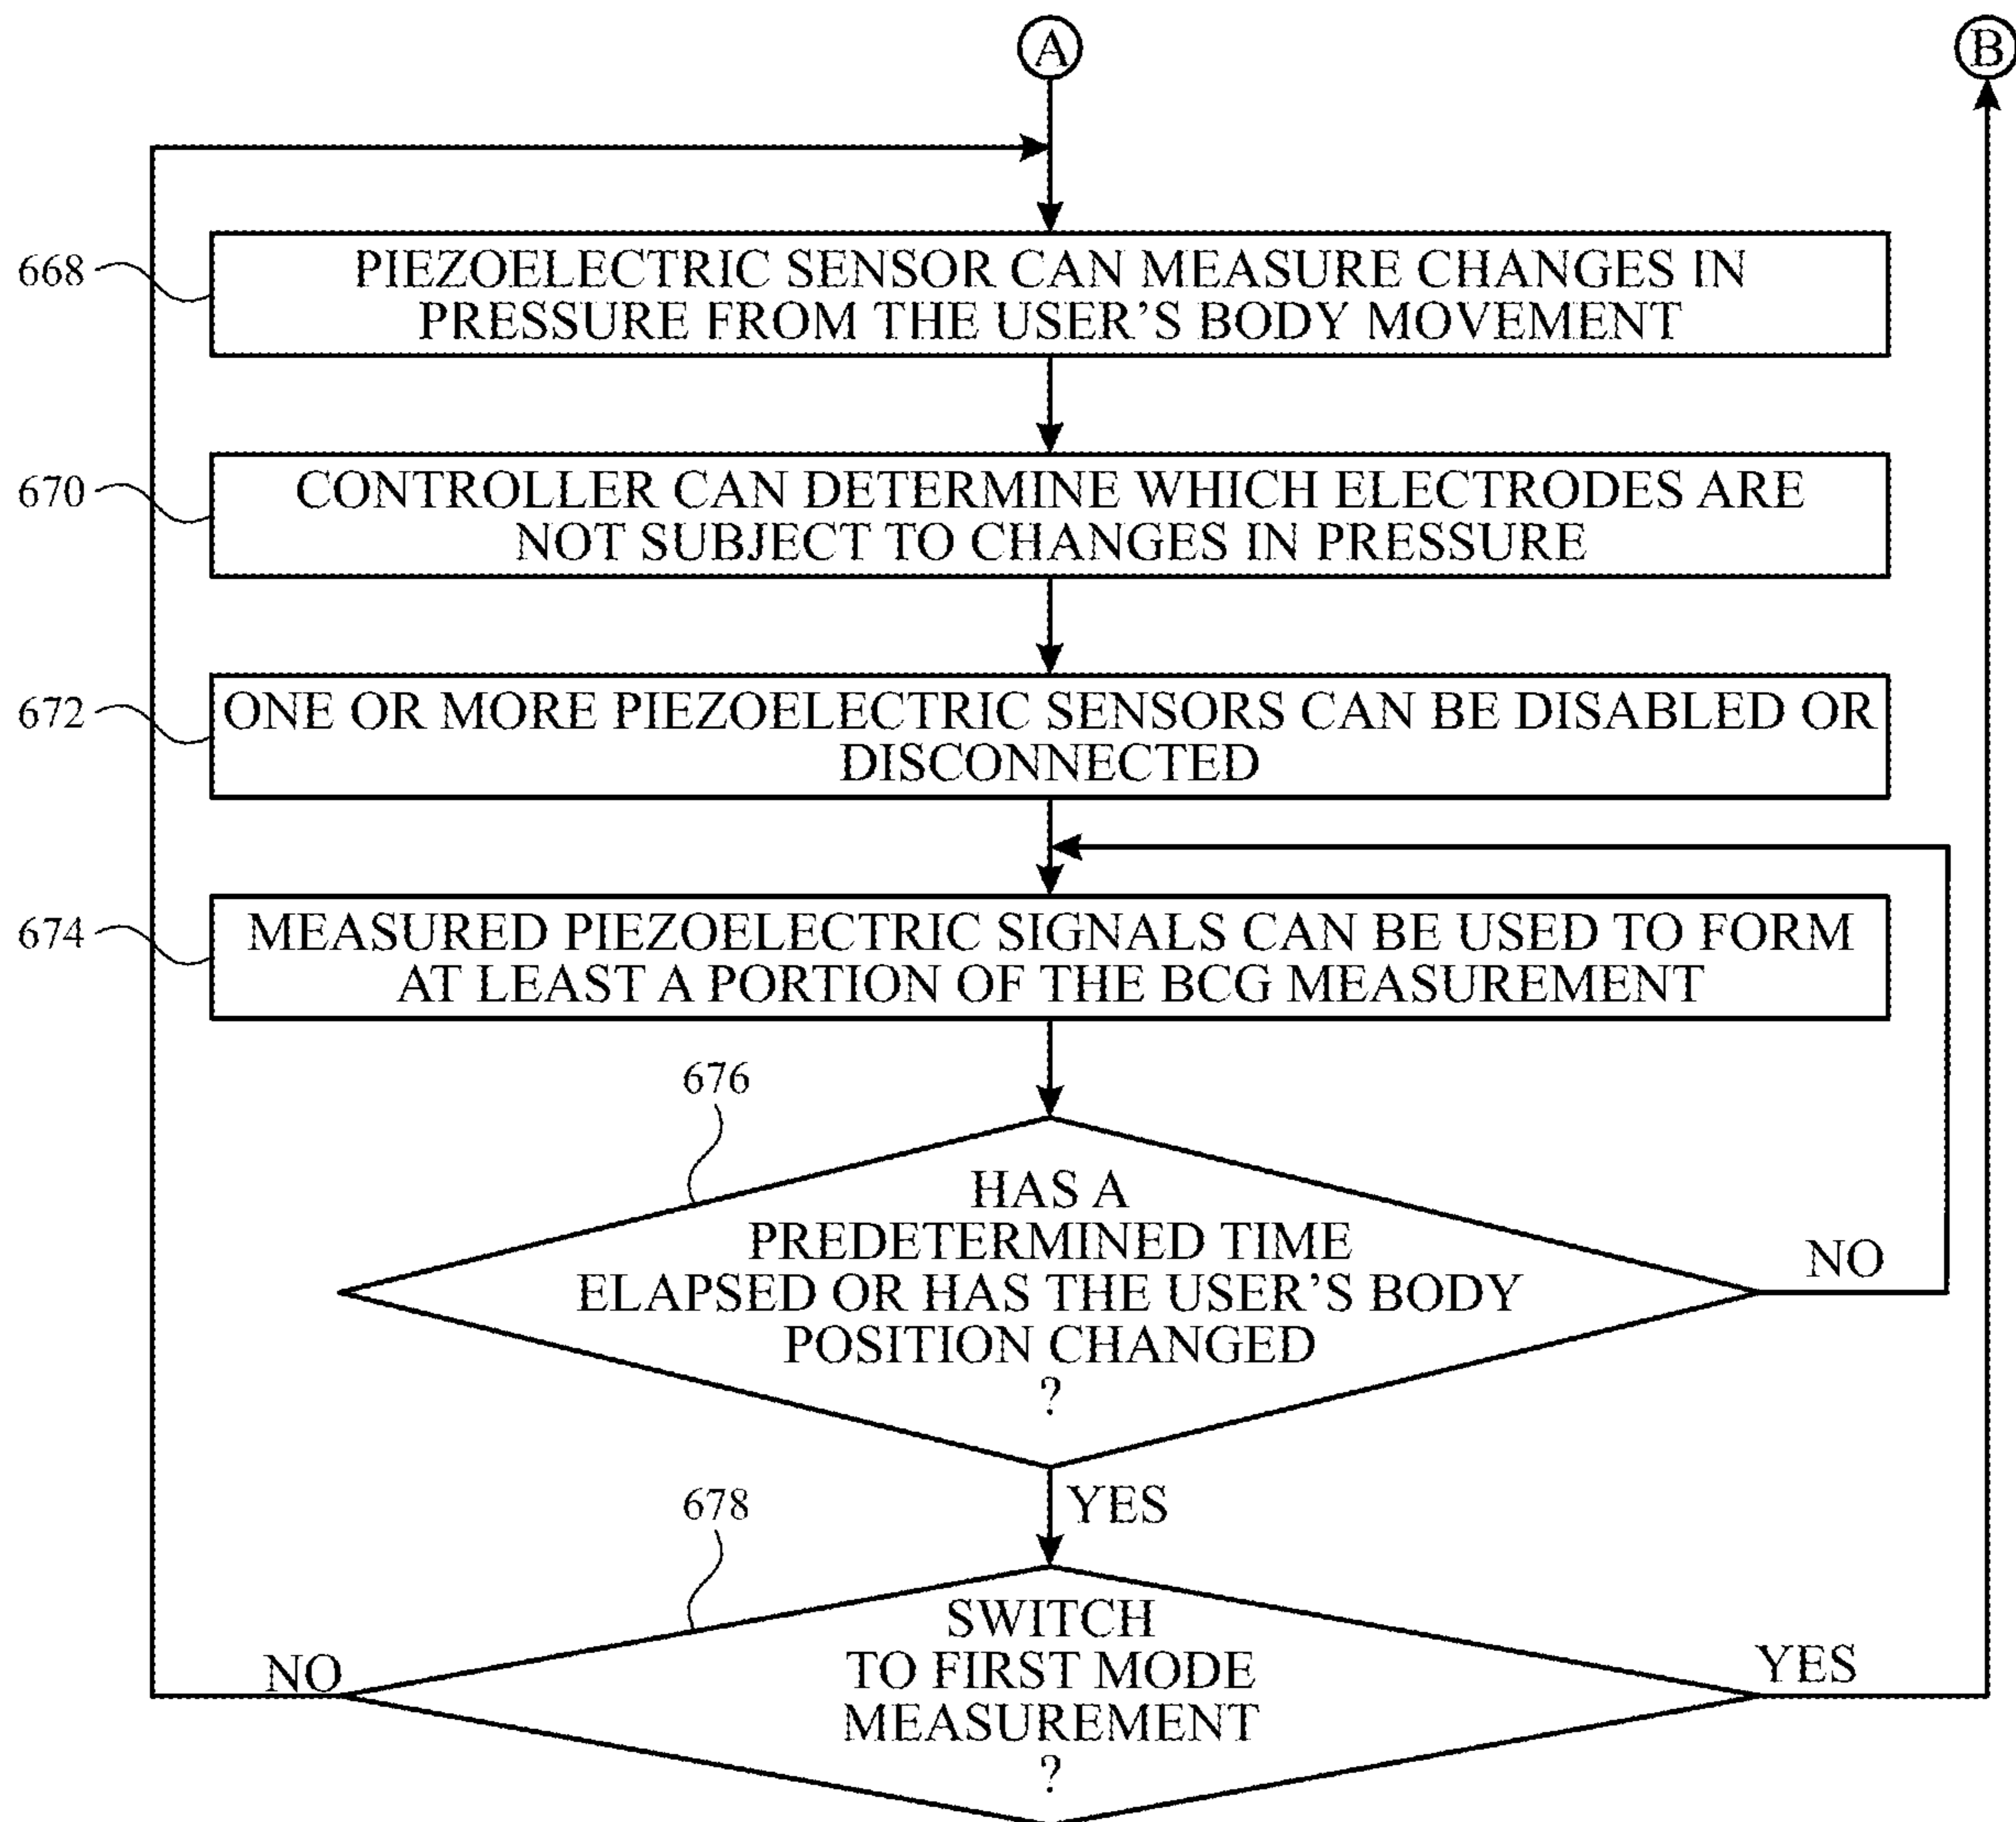 A
B
668
PIEZOELECTRIC SENSOR CAN MEASURE CHANGES IN
PRESSURE FROM THE USER'S BODY MOVEMENT
670
CONTROLLER CAN DETERMINE WHICH ELECTRODES ARE
NOT SUBJECT TO CHANGES IN PRESSURE
672
ONE OR MORE PIEZOELECTRIC SENSORS CAN BE DISABLED OR
DISCONNECTED
674
MEASURED PIEZOELECTRIC SIGNALS CAN BE USED TO FORM
AT LEAST A PORTION OF THE BCG MEASUREMENT
676
HAS A
PREDETERMINED TIME
ELAPSED OR HAS THE USER'S BODY
POSITION CHANGED
?
NO
YES
678
SWITCH
TO FIRST MODE
MEASUREMENT
?
NO
YES